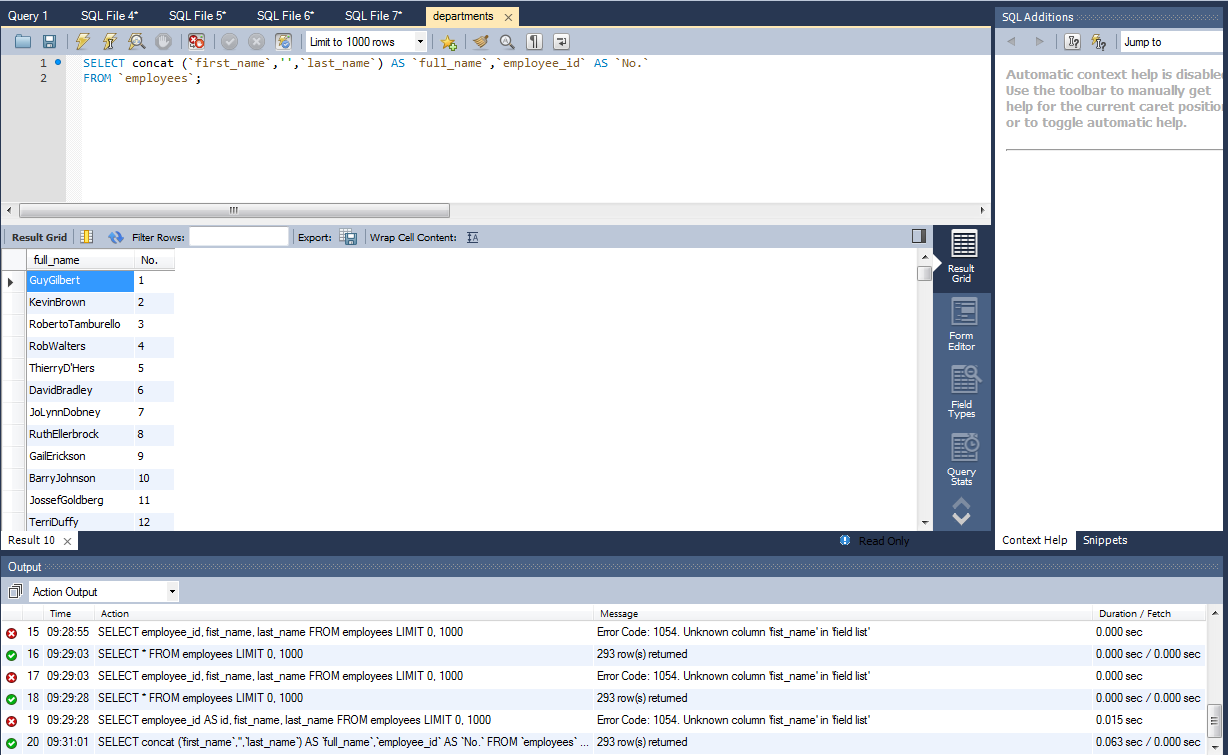 Query 1 SQL File 4* SQL File 5* SQL File 6* SQL File 7* departments
SQL Additions
Limit to 1000 rows
Jump to
1 SELECT concat (`first_name`,'',`last_name`) AS `full_name`,`employee_id` AS `No.`
2 FROM `employees`;
Automatic context help is disable
Use the toolbar to manually get
help for the current caret positio
or to toggle automatic help.
Result Grid Filter Rows: Export: Wrap Cell Content:
full_name No.
GuyGilbert 1
KevinBrown 2
RobertoTamburello 3
RobWalters 4
ThierryD'Hers 5
DavidBradley 6
JoLynnDobney 7
RuthEllerbrock 8
GailErickson 9
BarryJohnson 10
JossefGoldberg 11
TerriDuffy 12
Result
Grid
Form
Editor
Field
Types
Query
Stats
Result 10 Read Only
Context Help Snippets
Output
Action Output
Time Action Message Duration / Fetch
15 09:28:55 SELECT employee_id, fist_name, last_name FROM employees LIMIT 0, 1000 Error Code: 1054. Unknown column 'fist_name' in 'field list' 0.000 sec
16 09:29:03 SELECT * FROM employees LIMIT 0, 1000 293 row(s) returned 0.000 sec / 0.000 sec
17 09:29:03 SELECT employee_id, fist_name, last_name FROM employees LIMIT 0, 1000 Error Code: 1054. Unknown column 'fist_name' in 'field list' 0.000 sec
18 09:29:28 SELECT * FROM employees LIMIT 0, 1000 293 row(s) returned 0.000 sec / 0.000 sec
19 09:29:28 SELECT employee_id AS id, fist_name, last_name FROM employees LIMIT 0, 1000 Error Code: 1054. Unknown column 'fist_name' in 'field list' 0.015 sec
20 09:31:01 SELECT concat (`first_name`,'',`last_name`) AS `full_name`,`employee_id` AS `No.` FROM `employees` ... 293 row(s) returned 0.063 sec / 0.000 sec